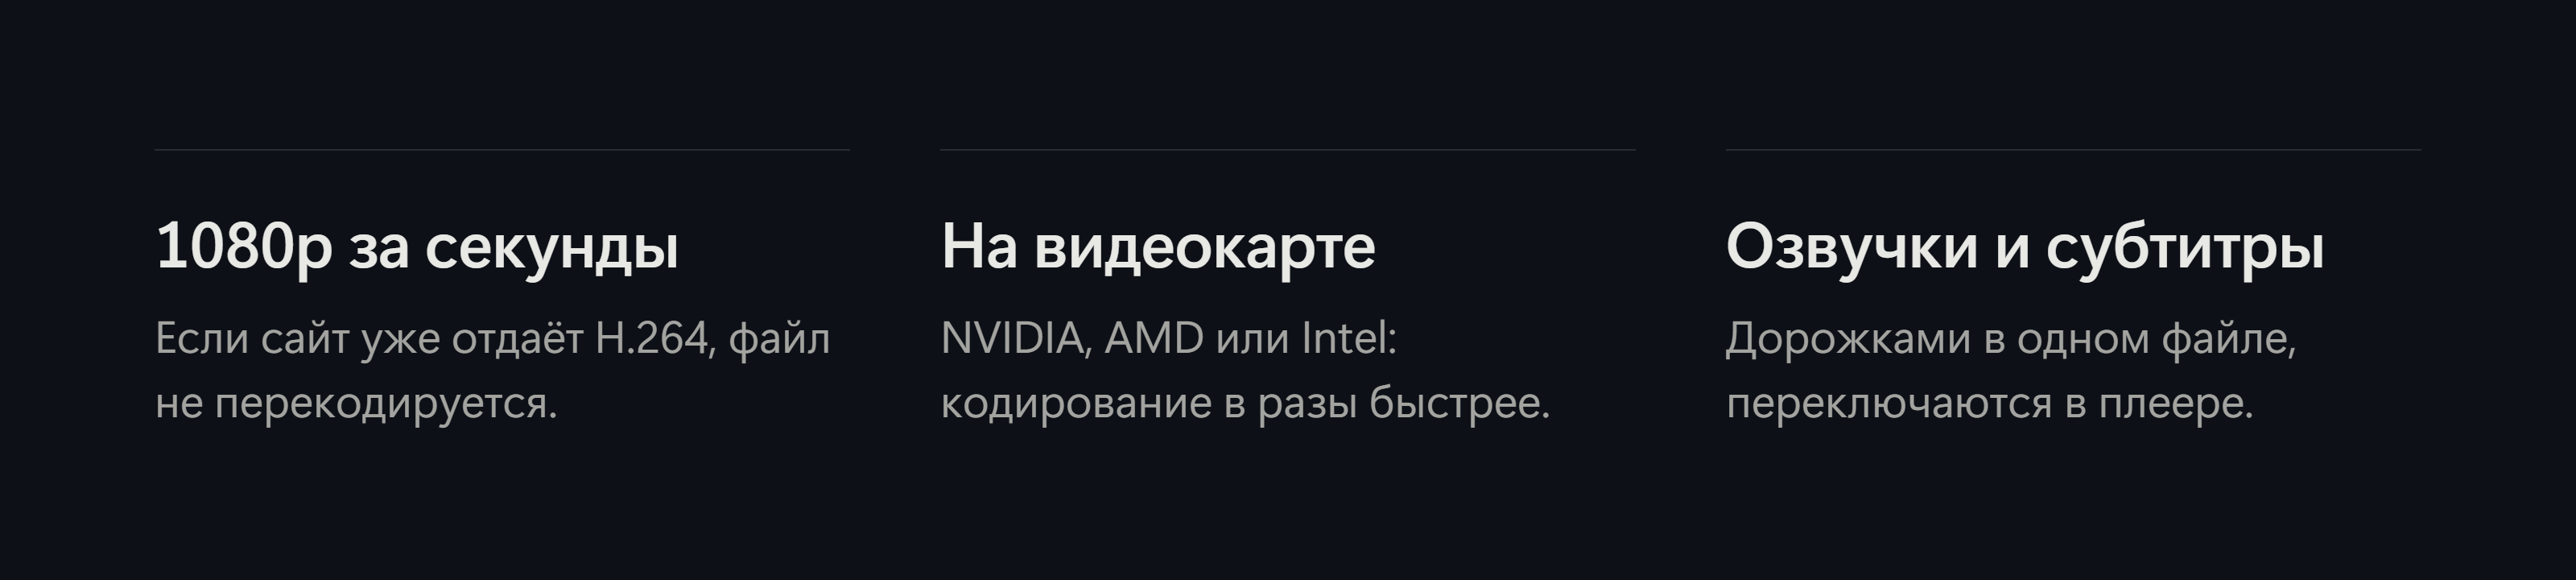 1080p за секунды
Если сайт уже отдаёт H.264, файл
не перекодируется.
На видеокарте
NVIDIA, AMD или Intel:
кодирование в разы быстрее.
Озвучки и субтитры
Дорожками в одном файле,
переключаются в плеере.